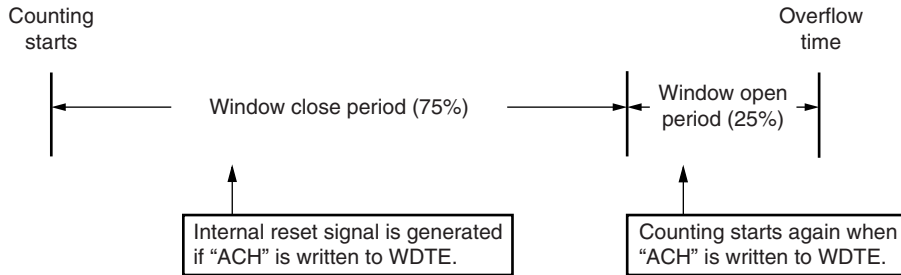 Counting
starts
Overflow
time
Window close period (75%)
Window open
period (25%)
Internal reset signal is generated
if “ACH” is written to WDTE.
Counting starts again when
“ACH” is written to WDTE.